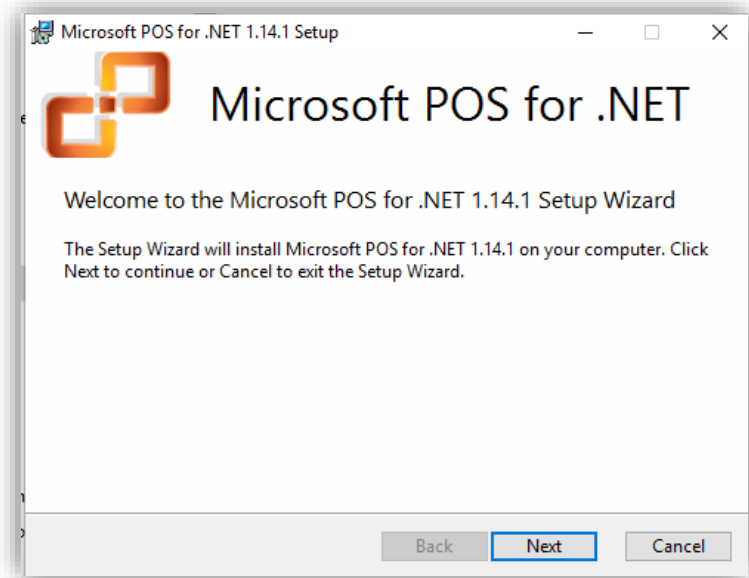 Microsoft POS for .NET 1.14.1 Setup
Microsoft POS for .NET
Welcome to the Microsoft POS for .NET 1.14.1 Setup Wizard
The Setup Wizard will install Microsoft POS for .NET 1.14.1 on your computer. Click
Next to continue or Cancel to exit the Setup Wizard.
Back Next Cancel